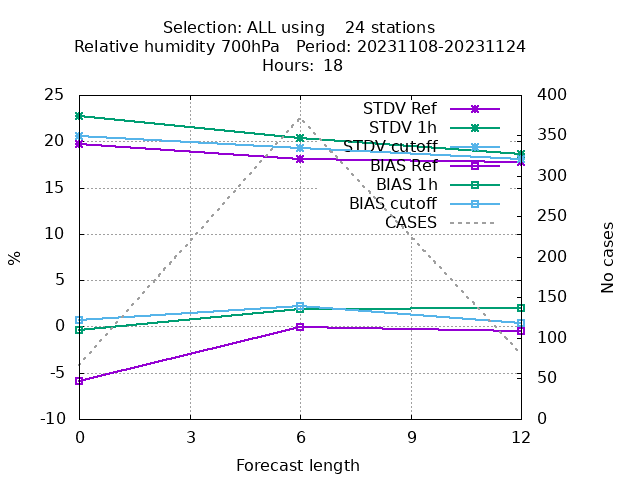 Selection: ALL using    24 stations
Relative humidity 700hPa   Period: 20231108-20231124
Hours: 18
25
20
15
10
5
0
-5
-10
%
400
350
300
250
200
150
100
50
0
No cases
STDV Ref
STDV 1h
STDV cutoff
BIAS Ref
BIAS 1h
BIAS cutoff
CASES
0 3 6 9 12
Forecast length